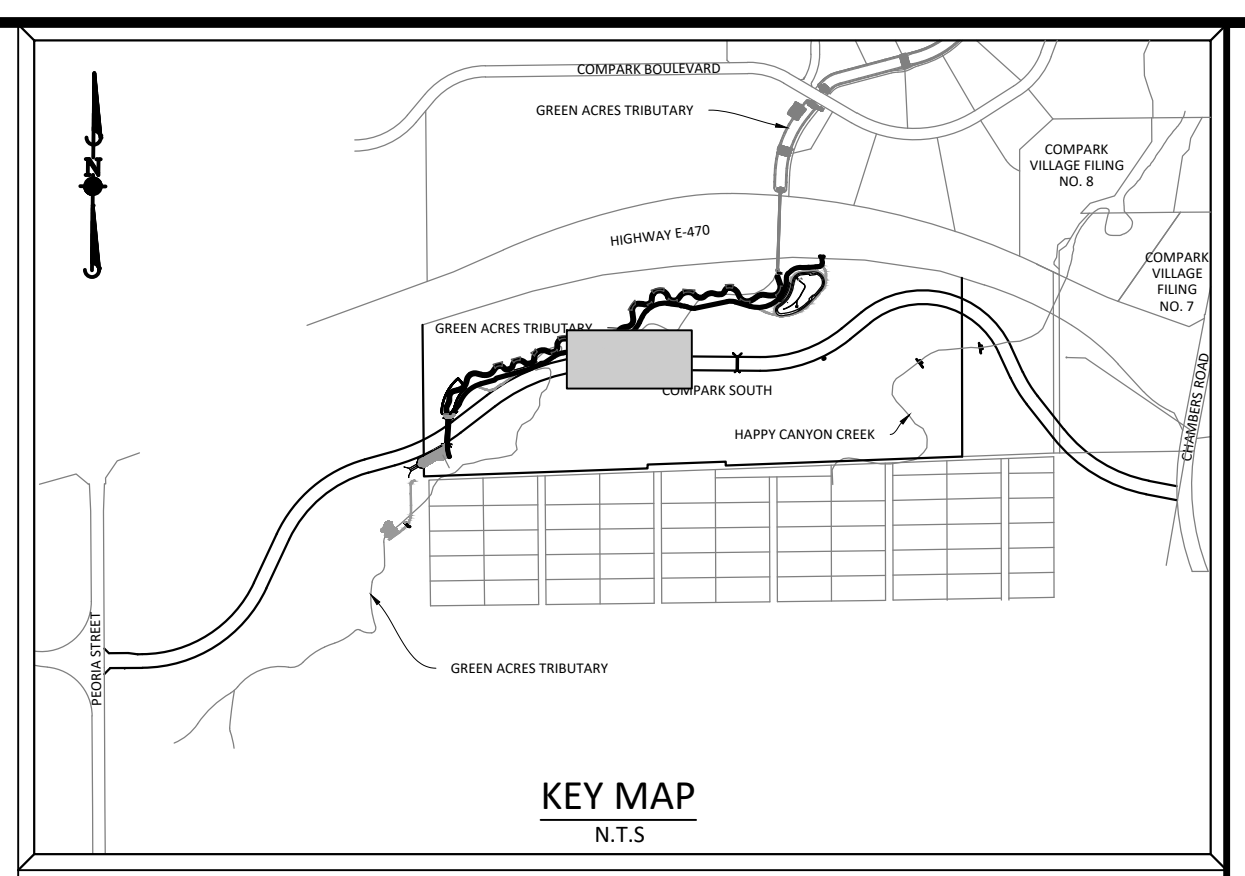 COMPARK BOULEVARD
GREEN ACRES TRIBUTARY
N
COMPARK
VILLAGE FILING
NO. 8
HIGHWAY E-470
COMPARK
VILLAGE
FILING
NO. 7
GREEN ACRES TRIBUTARY
COMPARK SOUTH
CHAMBERS ROAD
HAPPY CANYON CREEK
PEORIA STREET
GREEN ACRES TRIBUTARY
KEY MAP
N.T.S